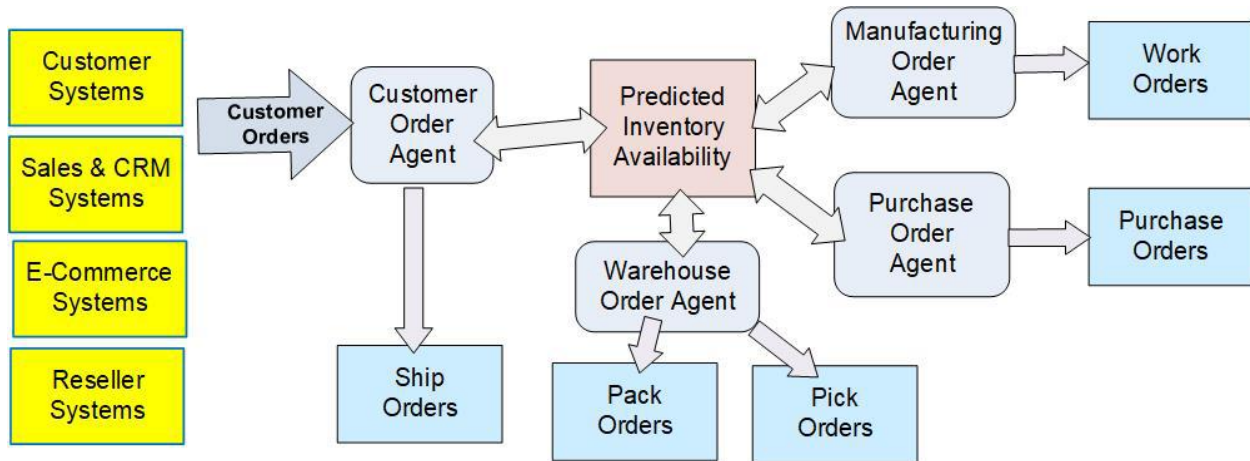 Customer
Systems
Sales & CRM
Systems
E-Commerce
Systems
Reseller
Systems
Customer
Orders
Customer
Order
Agent
Ship
Orders
Predicted
Inventory
Availability
Warehouse
Order Agent
Pack
Orders
Pick
Orders
Manufacturing
Order
Agent
Work
Orders
Purchase
Order
Agent
Purchase
Orders